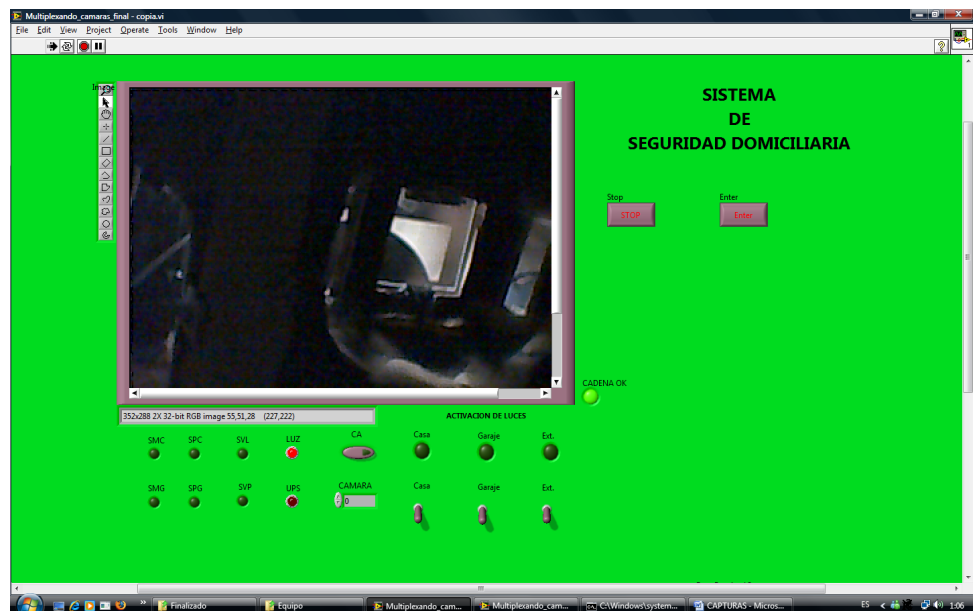 Multiplexando_camaras_final - copia.vi
File Edit View Project Operate Tools Window Help
Image
SISTEMA
DE
SEGURIDAD DOMICILIARIA
Stop
Enter
STOP
Enter
CADENA OK
352x288 2X 32-bit RGB image 55,51,28 (227,222)
ACTIVACION DE LUCES
SMC SPC SVL LUZ CA Casa Garaje Ext.
SMG SPG SVP UPS CAMARA Casa Garaje Ext.
0
Finalizado Equipo Multiplexando_cam... Multiplexando_cam... C:\Windows\system... CAPTURAS - Micros... ES 1:06